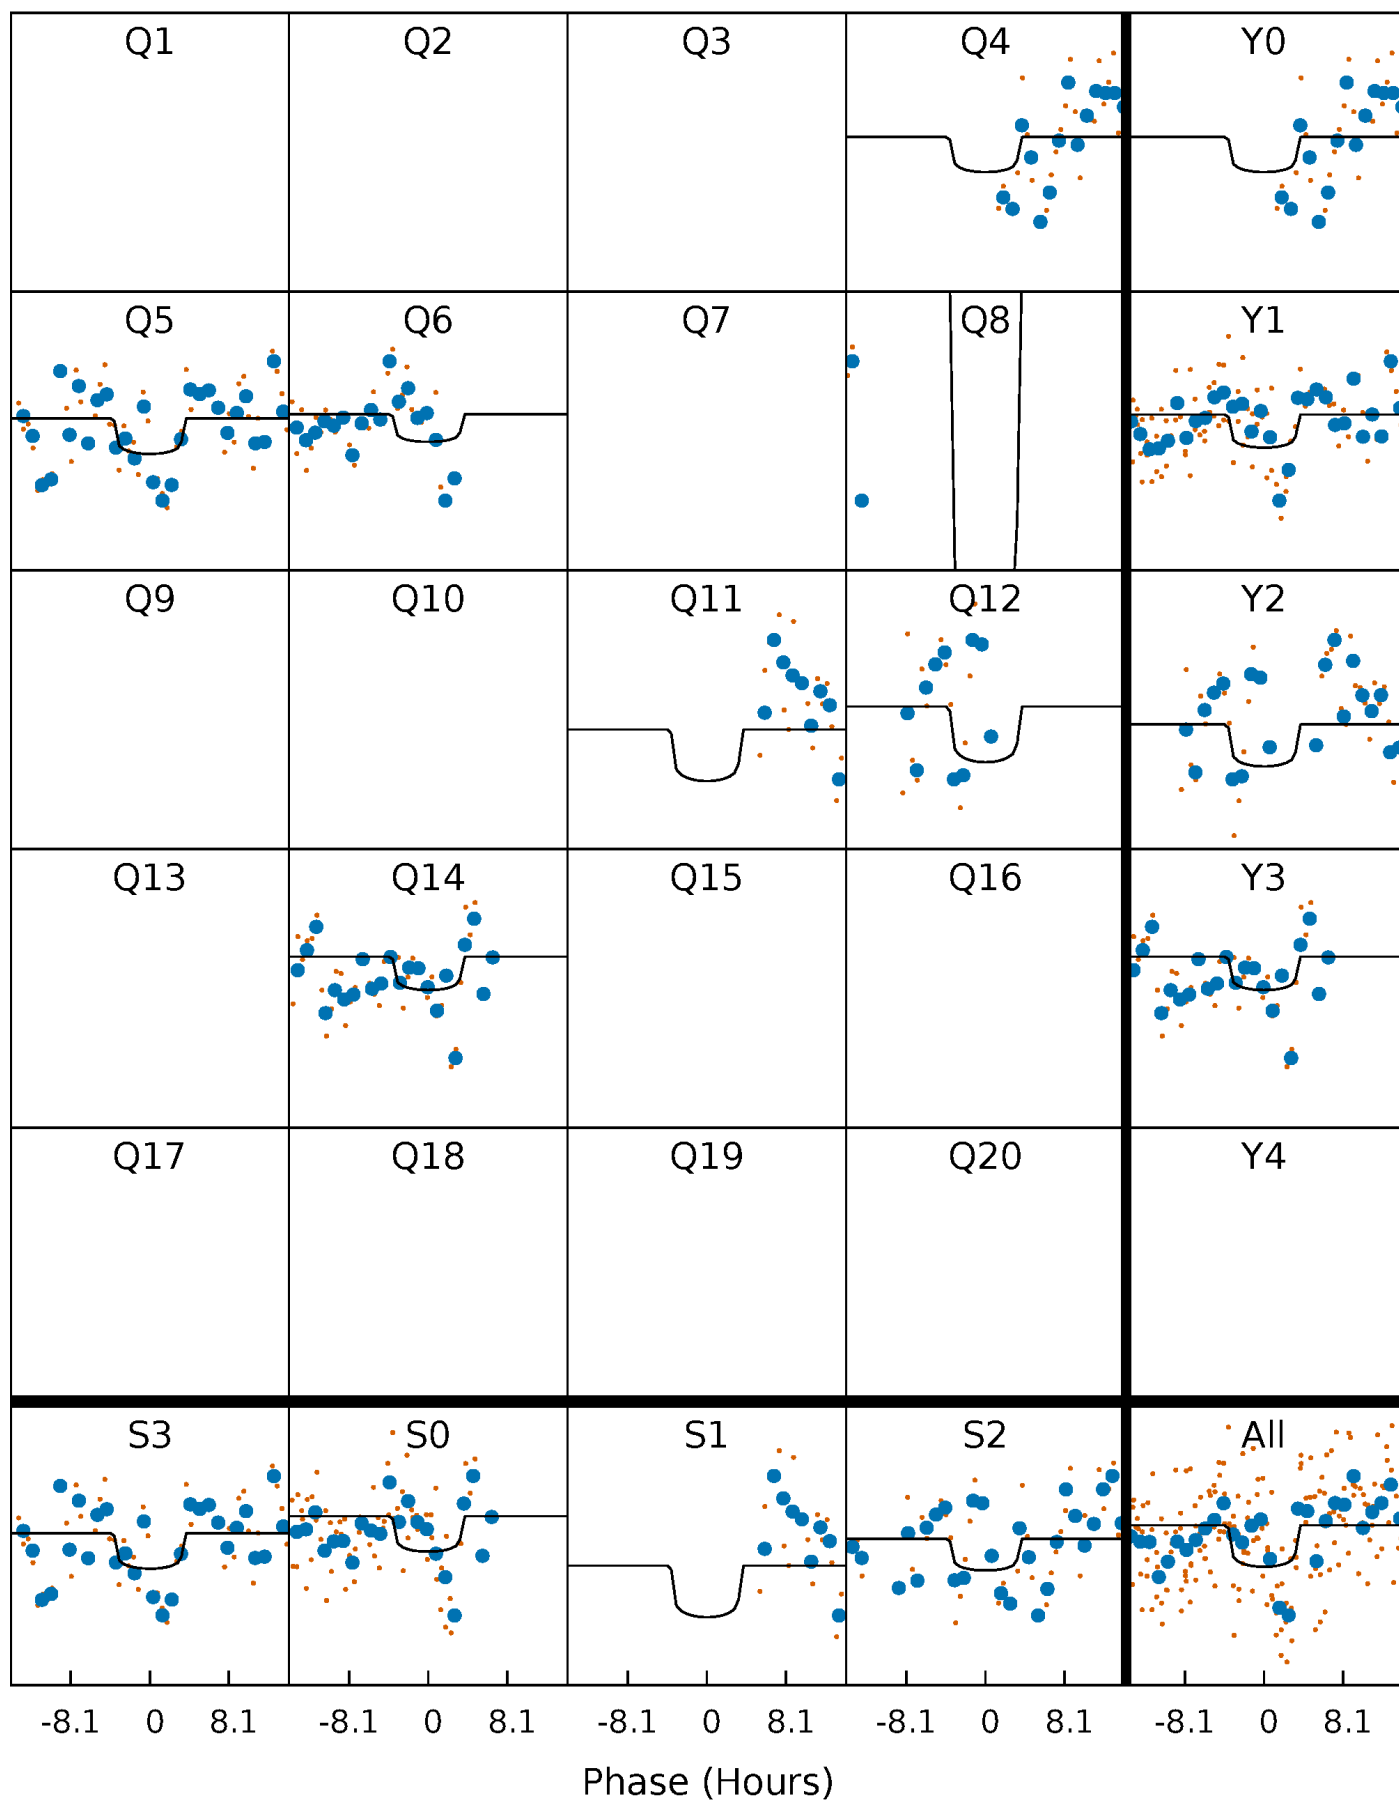 Q1 Q2 Q3 Q4 Y0
Q5 Q6 Q7 Q8 Y1
Q9 Q10 Q11 Q12 Y2
Q13 Q14 Q15 Q16 Y3
Q17 Q18 Q19 Q20 Y4
S3 S0 S1 S2 All
-8.1 0 8.1 -8.1 0 8.1 -8.1 0 8.1 -8.1 0 8.1 -8.1 0 8.1
Phase (Hours)